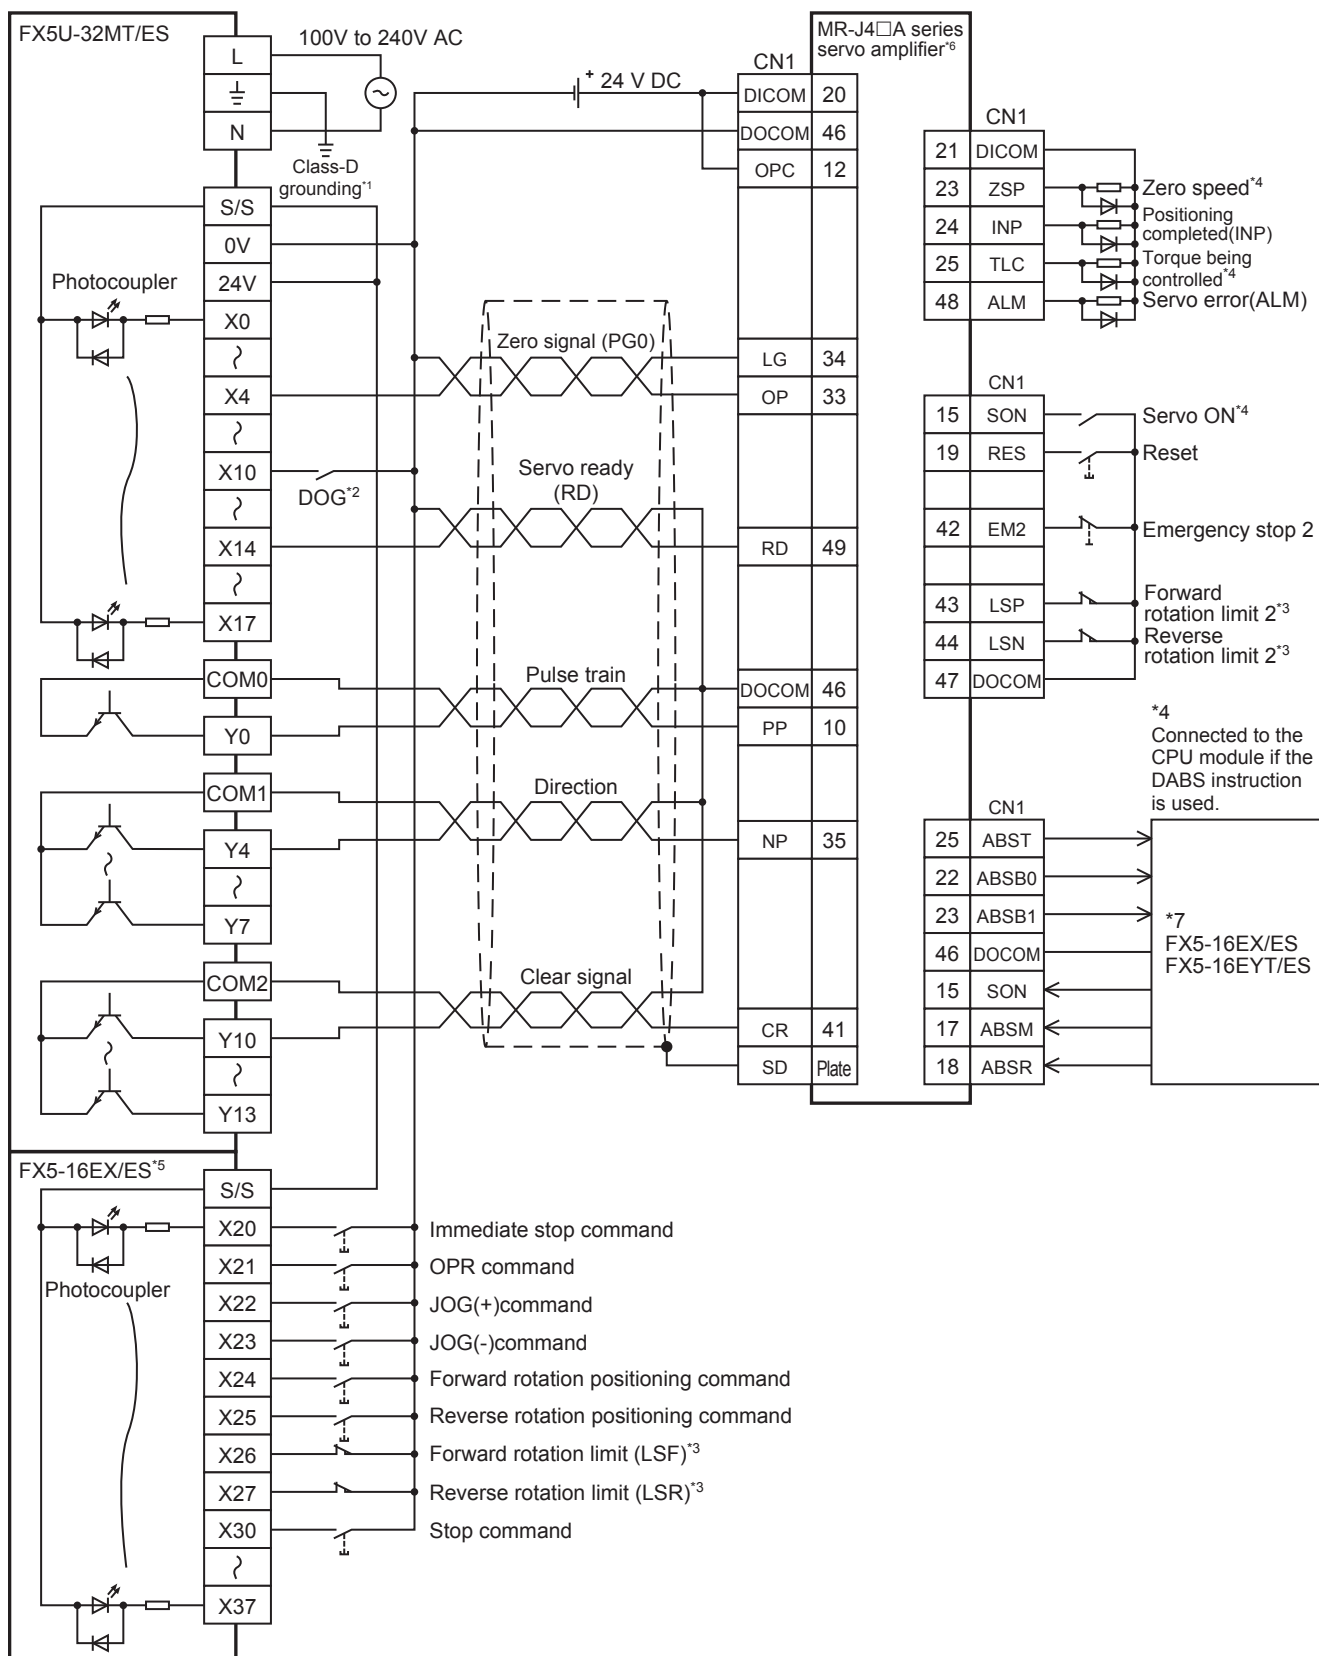 FX5U-32MT/ES
L
N
100V to 240V AC
Class-D
grounding*1
S/S
0V
24V
Photocoupler
X0
X4
X10
DOG*2
X14
X17
COM0
Y0
COM1
Y4
Y7
COM2
Y10
Y13
+ 24 V DC
Zero signal (PG0)
Servo ready
(RD)
Pulse train
Direction
Clear signal
MR-J4□A series
servo amplifier*6
CN1
DICOM 20
DOCOM 46
OPC 12
LG 34
OP 33
RD 49
DOCOM 46
PP 10
NP 35
CR 41
SD Plate
CN1
21 DICOM
23 ZSP Zero speed*4
24 INP Positioning
completed(INP)
25 TLC Torque being
controlled*4
48 ALM Servo error(ALM)
CN1
15 SON Servo ON*4
19 RES Reset
42 EM2 Emergency stop 2
43 LSP Forward
rotation limit 2*3
44 LSN Reverse
rotation limit 2*3
47 DOCOM
*4
Connected to the
CPU module if the
DABS instruction
is used.
CN1
25 ABST
22 ABSB0
23 ABSB1
46 DOCOM
15 SON
17 ABSM
18 ABSR
*7
FX5-16EX/ES
FX5-16EYT/ES
FX5-16EX/ES*5
S/S
X20 Immediate stop command
X21 OPR command
Photocoupler
X22 JOG(+)command
X23 JOG(-)command
X24 Forward rotation positioning command
X25 Reverse rotation positioning command
X26 Forward rotation limit (LSF)*3
X27 Reverse rotation limit (LSR)*3
X30 Stop command
X37